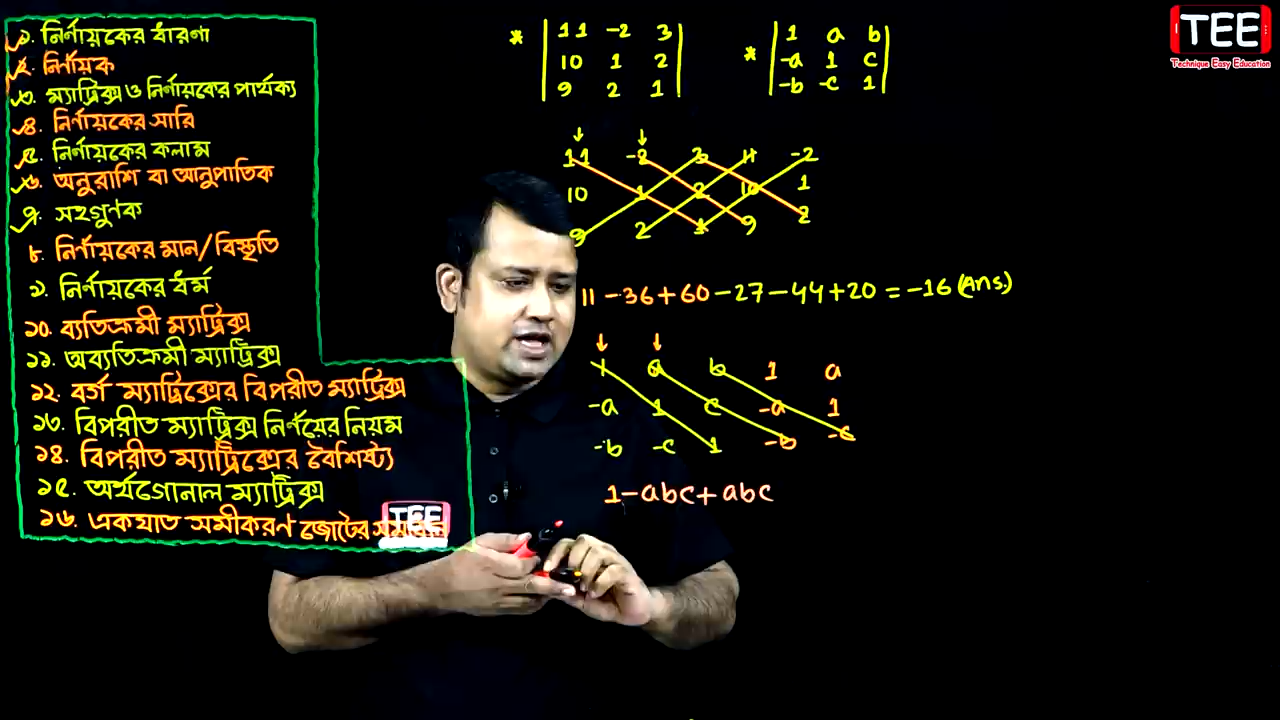 ১. নির্ণায়কের ধারণা
২. নির্ণায়ক
৩. ম্যাট্রিক্স ও নির্ণায়কের পার্থক্য
৪. নির্ণায়কের সারি
৫. নির্ণায়কের কলাম
৬. অনুরাশি বা আনুপাতিক
৭. সহগুণক
৮. নির্ণায়কের মান/বিস্তৃতি
৯. নির্ণায়কের ধর্ম
১০. ব্যতিক্রমী ম্যাট্রিক্স
১১. অব্যতিক্রমী ম্যাট্রিক্স
১২. বর্গ ম্যাট্রিক্সের বিপরীত ম্যাট্রিক্স
১৩. বিপরীত ম্যাট্রিক্স নির্ণয়ের নিয়ম
১৪. বিপরীত ম্যাট্রিক্সের বৈশিষ্ট্য
১৫. অর্থগোনাল ম্যাট্রিক্স
১৬. একঘাত সমীকরণ জোটের
TEE
* | 11 -2 3 |
| 10 1 2 |
| 9 2 1 |
* | 1 a b |
| -a 1 c |
| -b -c 1 |
11 -2 3 11 -2
10 1 2 10 1
9 2 1 9 2
11 - 36 + 60 - 27 - 44 + 20 = -16 (Ans.)
1 a b 1 a
-a 1 c -a 1
-b -c 1 -b -c
1 - abc + abc
TEE
Technique Easy Education